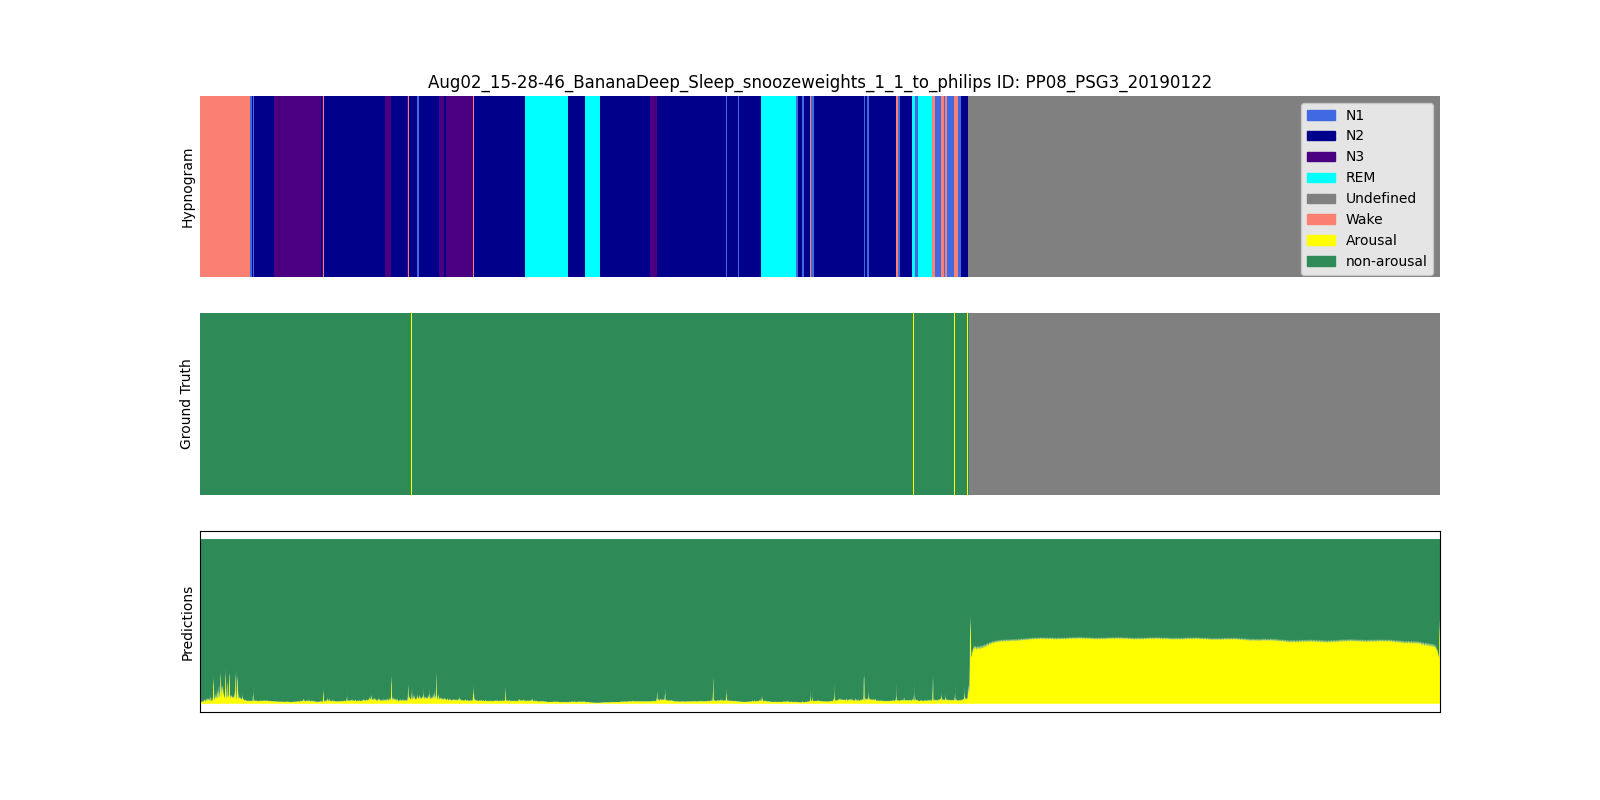 Aug02_15-28-46_BananaDeep_Sleep_snoozeweights_1_1_to_philips ID: PP08_PSG3_20190122
Hypnogram
N1
N2
N3
REM
Undefined
Wake
Arousal
non-arousal
Ground Truth
Predictions